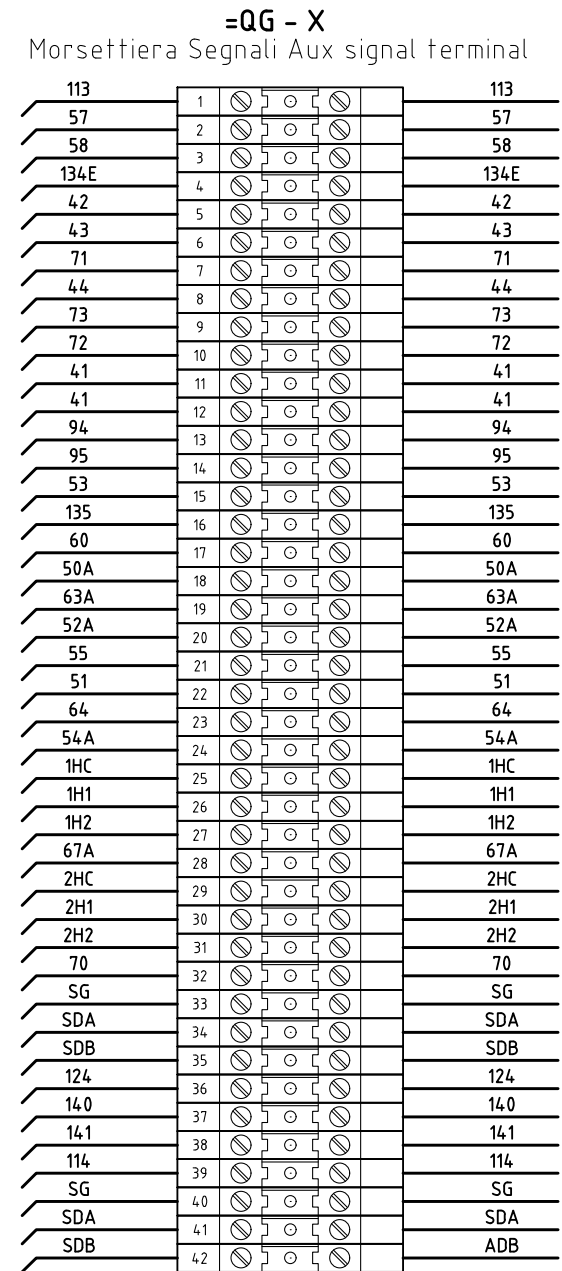 =QG - X
Morsettiera Segnali Aux signal terminal
113 1 113
57 2 57
58 3 58
134E 4 134E
42 5 42
43 6 43
71 7 71
44 8 44
73 9 73
72 10 72
41 11 41
41 12 41
94 13 94
95 14 95
53 15 53
135 16 135
60 17 60
50A 18 50A
63A 19 63A
52A 20 52A
55 21 55
51 22 51
64 23 64
54A 24 54A
1HC 25 1HC
1H1 26 1H1
1H2 27 1H2
67A 28 67A
2HC 29 2HC
2H1 30 2H1
2H2 31 2H2
70 32 70
SG 33 SG
SDA 34 SDA
SDB 35 SDB
124 36 124
140 37 140
141 38 141
114 39 114
SG 40 SG
SDA 41 SDA
SDB 42 ADB